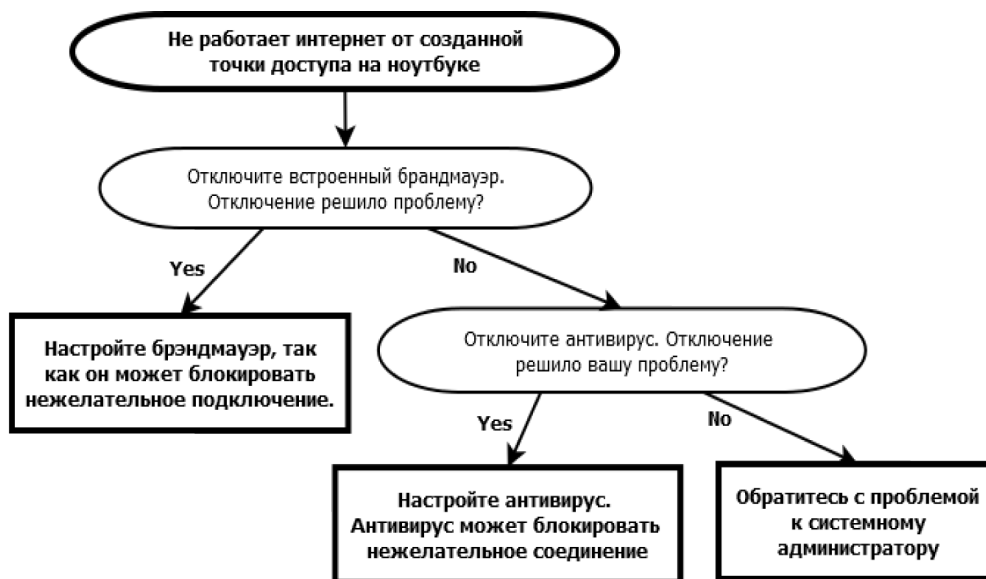 Не работает интернет от созданной
точки доступа на ноутбуке
Отключите встроенный брандмауэр.
Отключение решило проблему?
Yes
No
Настройте брэндмауэр, так
как он может блокировать
нежелательное подключение.
Отключите антивирус. Отключение
решило вашу проблему?
Yes
No
Настройте антивирус.
Антивирус может блокировать
нежелательное соединение
Обратитесь с проблемой
к системному
администратору